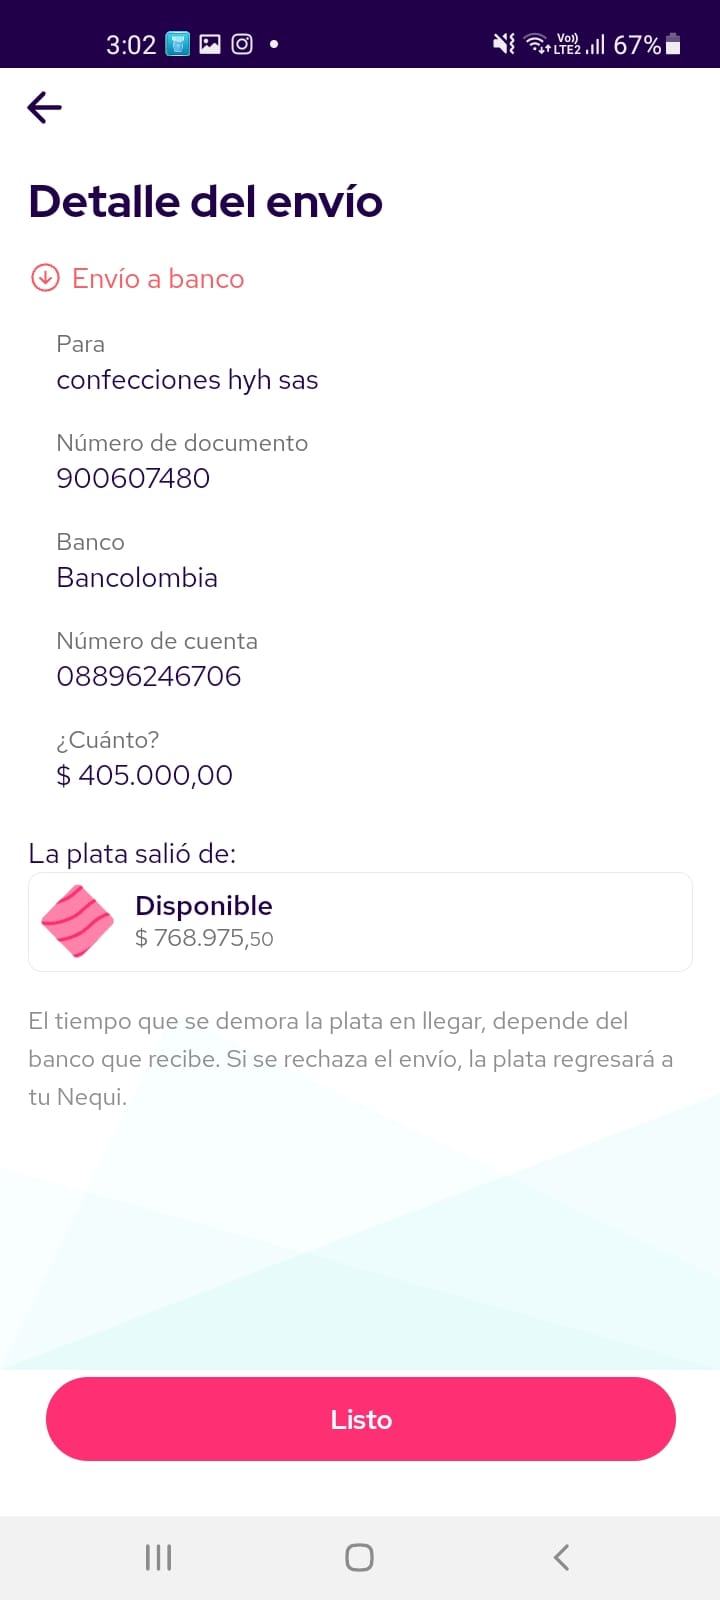 3:02
Vo)) LTE2 67%
Detalle del envío
Envío a banco
Para
confecciones hyh sas
Número de documento
900607480
Banco
Bancolombia
Número de cuenta
08896246706
¿Cuánto?
$ 405.000,00
La plata salió de:
Disponible
$ 768.975,50
El tiempo que se demora la plata en llegar, depende del
banco que recibe. Si se rechaza el envío, la plata regresará a
tu Nequi.
Listo